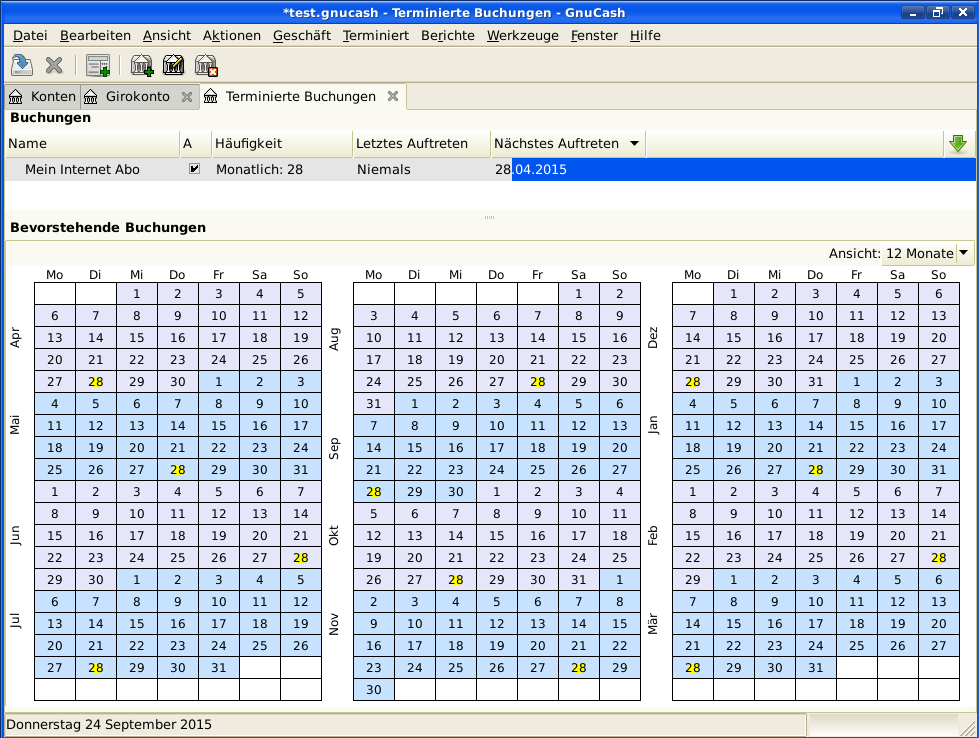 *test.gnucash - Terminierte Buchungen - GnuCash
Datei Bearbeiten Ansicht Aktionen Geschäft Terminiert Berichte Werkzeuge Fenster Hilfe
Konten Girokonto Terminierte Buchungen
Buchungen
Name A Häufigkeit Letztes Auftreten Nächstes Auftreten
Mein Internet Abo Monatlich: 28 Niemals 28.04.2015
Bevorstehende Buchungen
Ansicht: 12 Monate
Mo Di Mi Do Fr Sa So
Apr
1 2 3 4 5
6 7 8 9 10 11 12
13 14 15 16 17 18 19
20 21 22 23 24 25 26
27 28 29 30 1 2 3
Mai
4 5 6 7 8 9 10
11 12 13 14 15 16 17
18 19 20 21 22 23 24
25 26 27 28 29 30 31
Jun
1 2 3 4 5 6 7
8 9 10 11 12 13 14
15 16 17 18 19 20 21
22 23 24 25 26 27 28
29 30 1 2 3 4 5
Jul
6 7 8 9 10 11 12
13 14 15 16 17 18 19
20 21 22 23 24 25 26
27 28 29 30 31
Mo Di Mi Do Fr Sa So
Aug
1 2
3 4 5 6 7 8 9
10 11 12 13 14 15 16
17 18 19 20 21 22 23
24 25 26 27 28 29 30
31 1 2 3 4 5 6
Sep
7 8 9 10 11 12 13
14 15 16 17 18 19 20
21 22 23 24 25 26 27
28 29 30 1 2 3 4
Okt
5 6 7 8 9 10 11
12 13 14 15 16 17 18
19 20 21 22 23 24 25
26 27 28 29 30 31 1
Nov
2 3 4 5 6 7 8
9 10 11 12 13 14 15
16 17 18 19 20 21 22
23 24 25 26 27 28 29
30
Mo Di Mi Do Fr Sa So
Dez
1 2 3 4 5 6
7 8 9 10 11 12 13
14 15 16 17 18 19 20
21 22 23 24 25 26 27
28 29 30 31 1 2 3
Jan
4 5 6 7 8 9 10
11 12 13 14 15 16 17
18 19 20 21 22 23 24
25 26 27 28 29 30 31
Feb
1 2 3 4 5 6 7
8 9 10 11 12 13 14
15 16 17 18 19 20 21
22 23 24 25 26 27 28
29 1 2 3 4 5 6
Mär
7 8 9 10 11 12 13
14 15 16 17 18 19 20
21 22 23 24 25 26 27
28 29 30 31
Donnerstag 24 September 2015